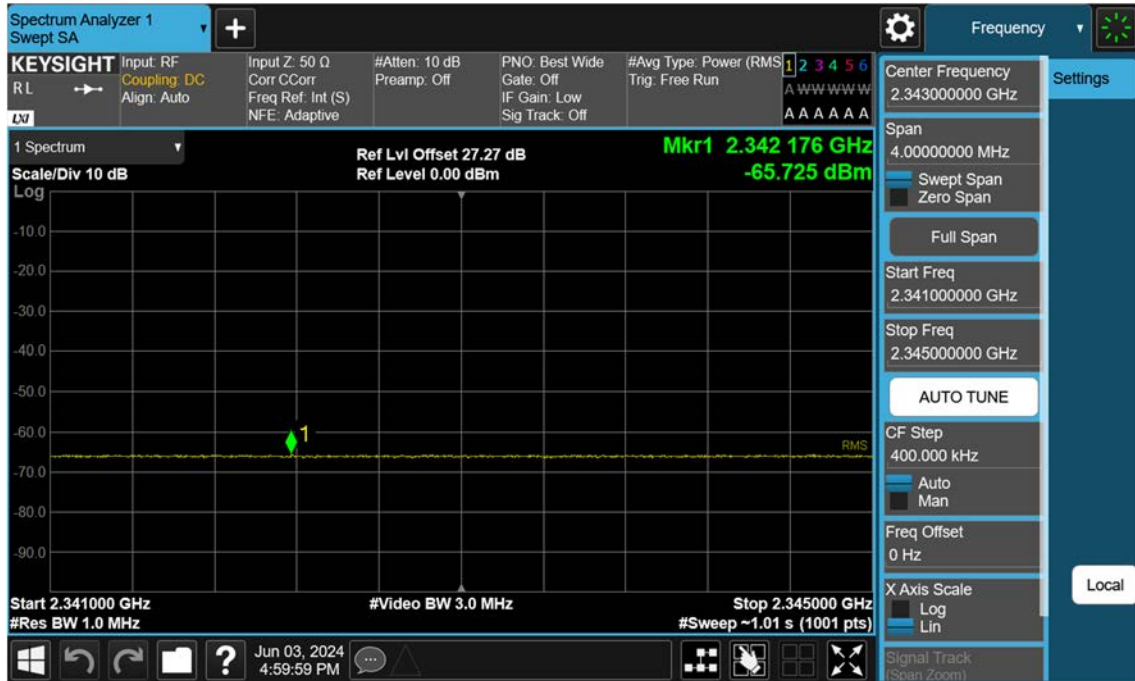 Spectrum Analyzer 1
Swept SA
Frequency
KEYSIGHT
R L
LXI
Input: RF
Coupling: DC
Align: Auto
Input Z: 50 Ω
Corr CCorr
Freq Ref: Int (S)
NFE: Adaptive
#Atten: 10 dB
Preamp: Off
PNO: Best Wide
Gate: Off
IF Gain: Low
Sig Track: Off
#Avg Type: Power (RMS
Trig: Free Run
1 2 3 4 5 6
A W W W W W
A A A A A A
1 Spectrum
Scale/Div 10 dB
Ref Lvl Offset 27.27 dB
Ref Level 0.00 dBm
Mkr1 2.342 176 GHz
-65.725 dBm
Log
-10.0
-20.0
-30.0
-40.0
-50.0
-60.0
-70.0
-80.0
-90.0
1
RMS
Start 2.341000 GHz
#Res BW 1.0 MHz
#Video BW 3.0 MHz
Stop 2.345000 GHz
#Sweep ~1.01 s (1001 pts)
Jun 03, 2024
4:59:59 PM
Center Frequency
2.343000000 GHz
Settings
Span
4.00000000 MHz
Swept Span
Zero Span
Full Span
Start Freq
2.341000000 GHz
Stop Freq
2.345000000 GHz
AUTO TUNE
CF Step
400.000 kHz
Auto
Man
Freq Offset
0 Hz
X Axis Scale
Log
Lin
Local
Signal Track
(Span Zoom)